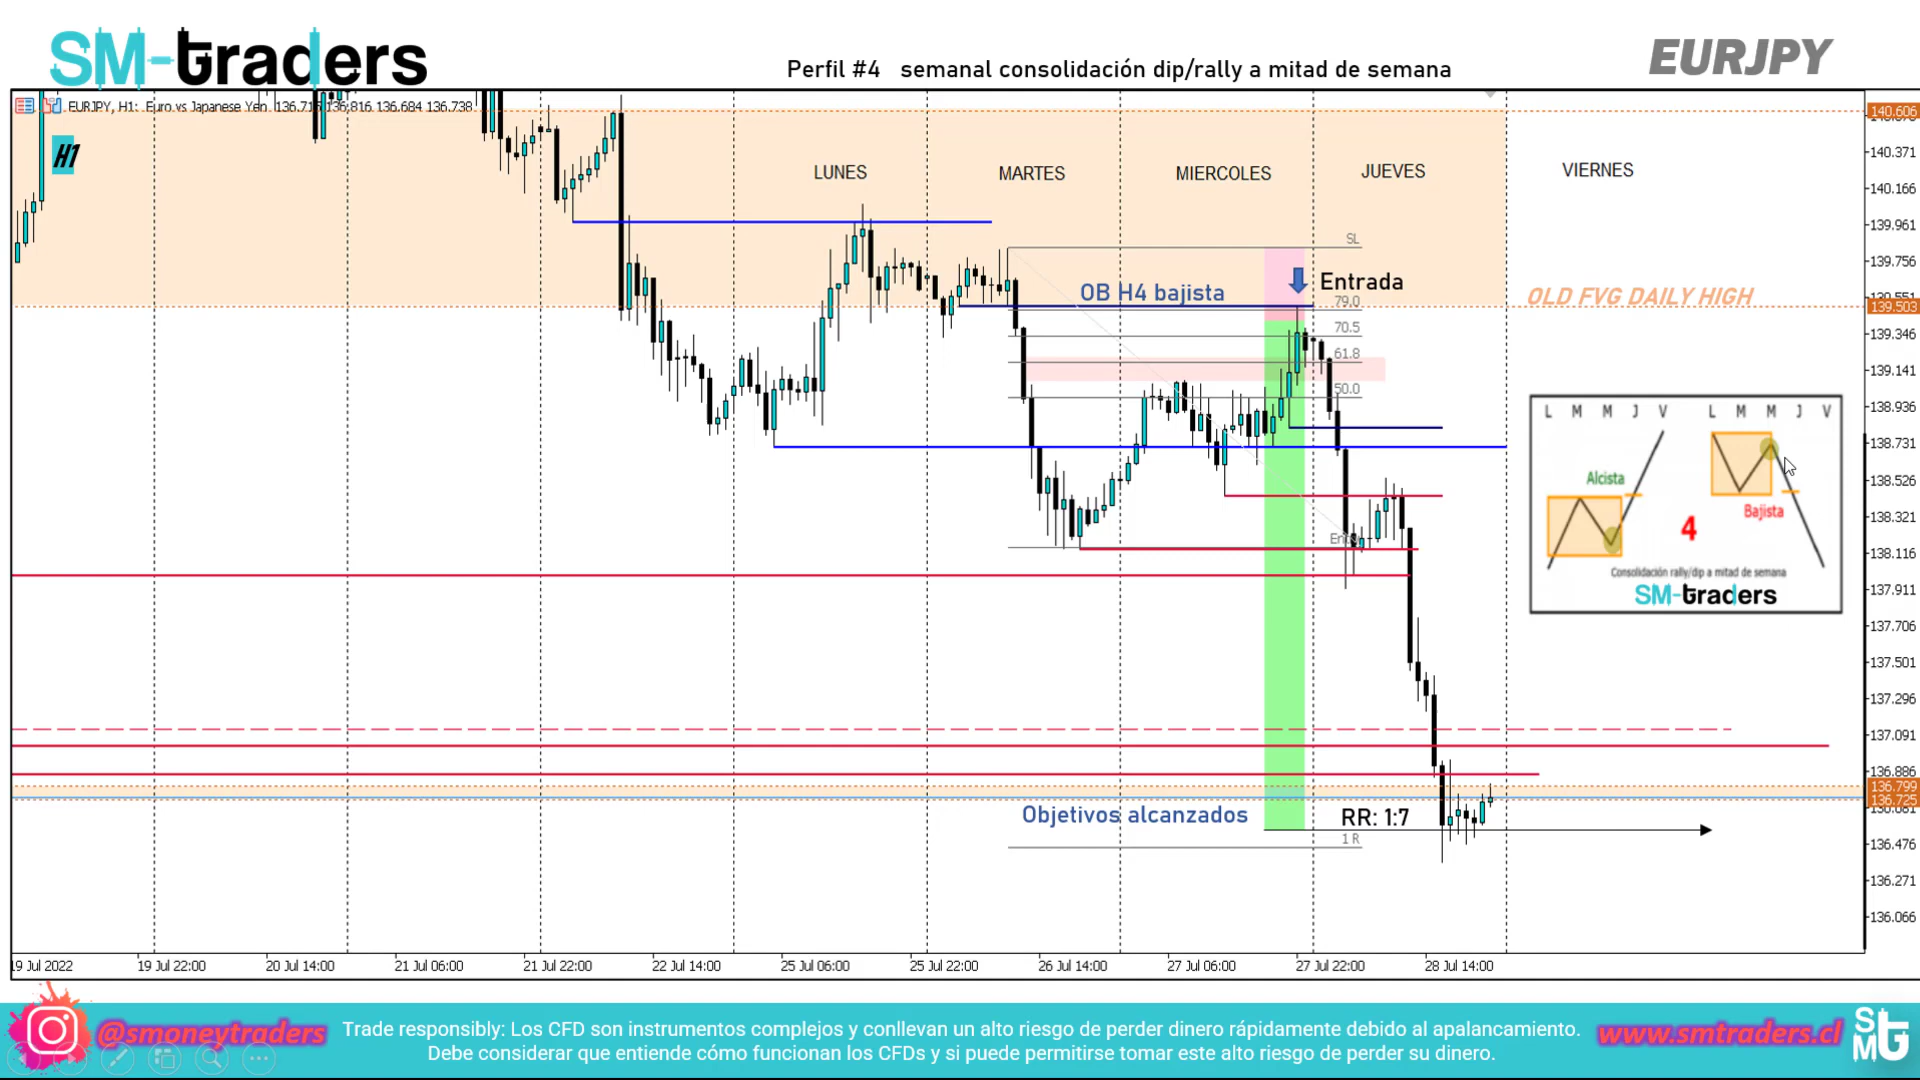 SM-traders
Perfil #4 semanal consolidación dip/rally a mitad de semana
EURJPY
EURJPY, H1: Euro vs Japanese Yen 136.715 136.816 136.684 136.738
H1
LUNES
MARTES
MIERCOLES
JUEVES
VIERNES
SL
OB H4 bajista
Entrada
79.0
70.5
61.8
50.0
OLD FVG DAILY HIGH
L M M J V
L M M J V
Alcista
Bajista
4
Consolidación rally/dip a mitad de semana
SM-traders
Objetivos alcanzados
RR: 1:7
1 R
140.606
140.371
140.166
139.961
139.756
139.503
139.346
139.141
138.936
138.731
138.526
138.321
138.116
137.911
137.706
137.501
137.296
137.091
136.886
136.799
136.725
136.476
136.271
136.066
19 Jul 2022
19 Jul 22:00
20 Jul 14:00
21 Jul 06:00
21 Jul 22:00
22 Jul 14:00
25 Jul 06:00
25 Jul 22:00
26 Jul 14:00
27 Jul 06:00
27 Jul 22:00
28 Jul 14:00
@smoneytraders
Trade responsibly: Los CFD son instrumentos complejos y conllevan un alto riesgo de perder dinero rápidamente debido al apalancamiento.
Debe considerar que entiende cómo funcionan los CFDs y si puede permitirse tomar este alto riesgo de perder su dinero.
www.smtraders.cl